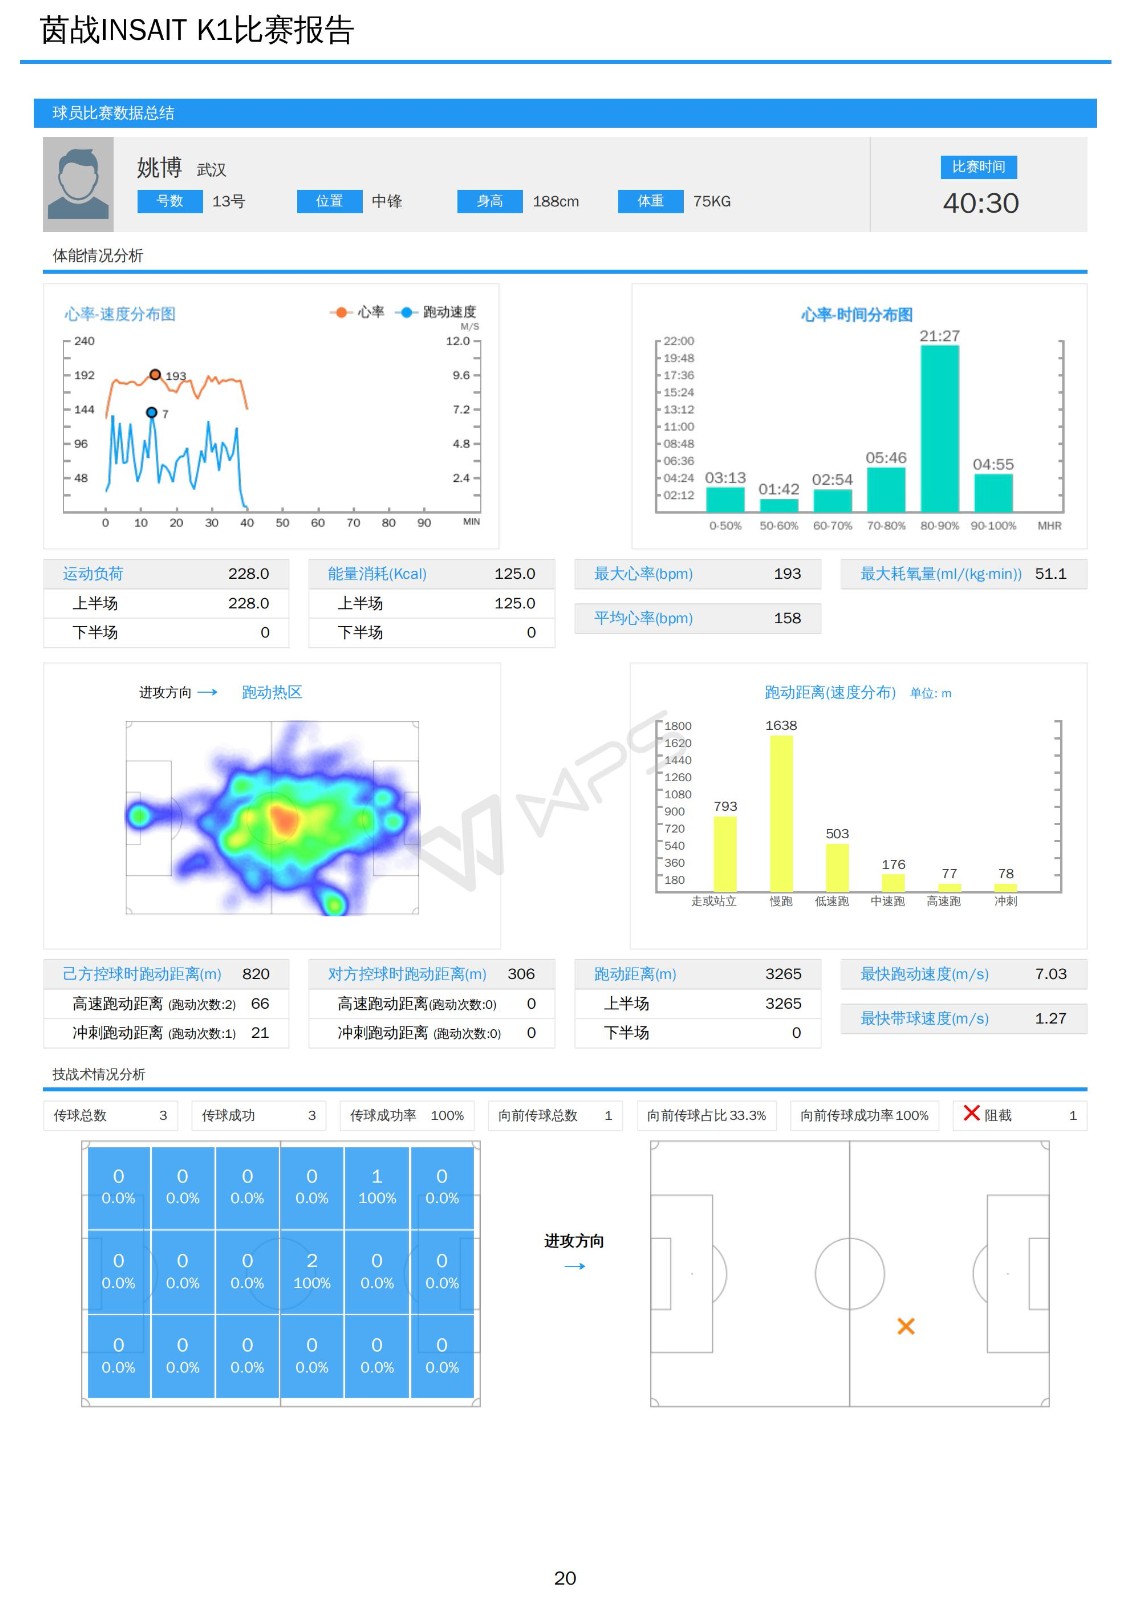 茵战INSAIT K1比赛报告
球员比赛数据总结
姚博 武汉
号数 13号 位置 中锋 身高 188cm 体重 75KG
比赛时间
40:30
体能情况分析
心率-速度分布图 心率 跑动速度
M/S
240 12.0
192 9.6
144 7.2
96 4.8
48 2.4
193
7
0 10 20 30 40 50 60 70 80 90 MIN
心率-时间分布图
22:00
19:48
17:36
15:24
13:12
11:00
08:48
06:36
04:24
02:12
03:13 01:42 02:54 05:46 21:27 04:55
0-50% 50-60% 60-70% 70-80% 80-90% 90-100% MHR
运动负荷 228.0
上半场 228.0
下半场 0
能量消耗(Kcal) 125.0
上半场 125.0
下半场 0
最大心率(bpm) 193
平均心率(bpm) 158
最大耗氧量(ml/(kg·min)) 51.1
进攻方向 → 跑动热区
跑动距离(速度分布) 单位: m
1800
1620
1440
1260
1080
900
720
540
360
180
793 1638 503 176 77 78
走或站立 慢跑 低速跑 中速跑 高速跑 冲刺
WPS
己方控球时跑动距离(m) 820
高速跑动距离 (跑动次数:2) 66
冲刺跑动距离 (跑动次数:1) 21
对方控球时跑动距离(m) 306
高速跑动距离(跑动次数:0) 0
冲刺跑动距离 (跑动次数:0) 0
跑动距离(m) 3265
上半场 3265
下半场 0
最快跑动速度(m/s) 7.03
最快带球速度(m/s) 1.27
技战术情况分析
传球总数 3 传球成功 3 传球成功率 100% 向前传球总数 1 向前传球占比 33.3% 向前传球成功率 100% 阻截 1
0 0 0 0 1 0
0.0% 0.0% 0.0% 0.0% 100% 0.0%
0 0 0 2 0 0
0.0% 0.0% 0.0% 100% 0.0% 0.0%
0 0 0 0 0 0
0.0% 0.0% 0.0% 0.0% 0.0% 0.0%
进攻方向
→
20